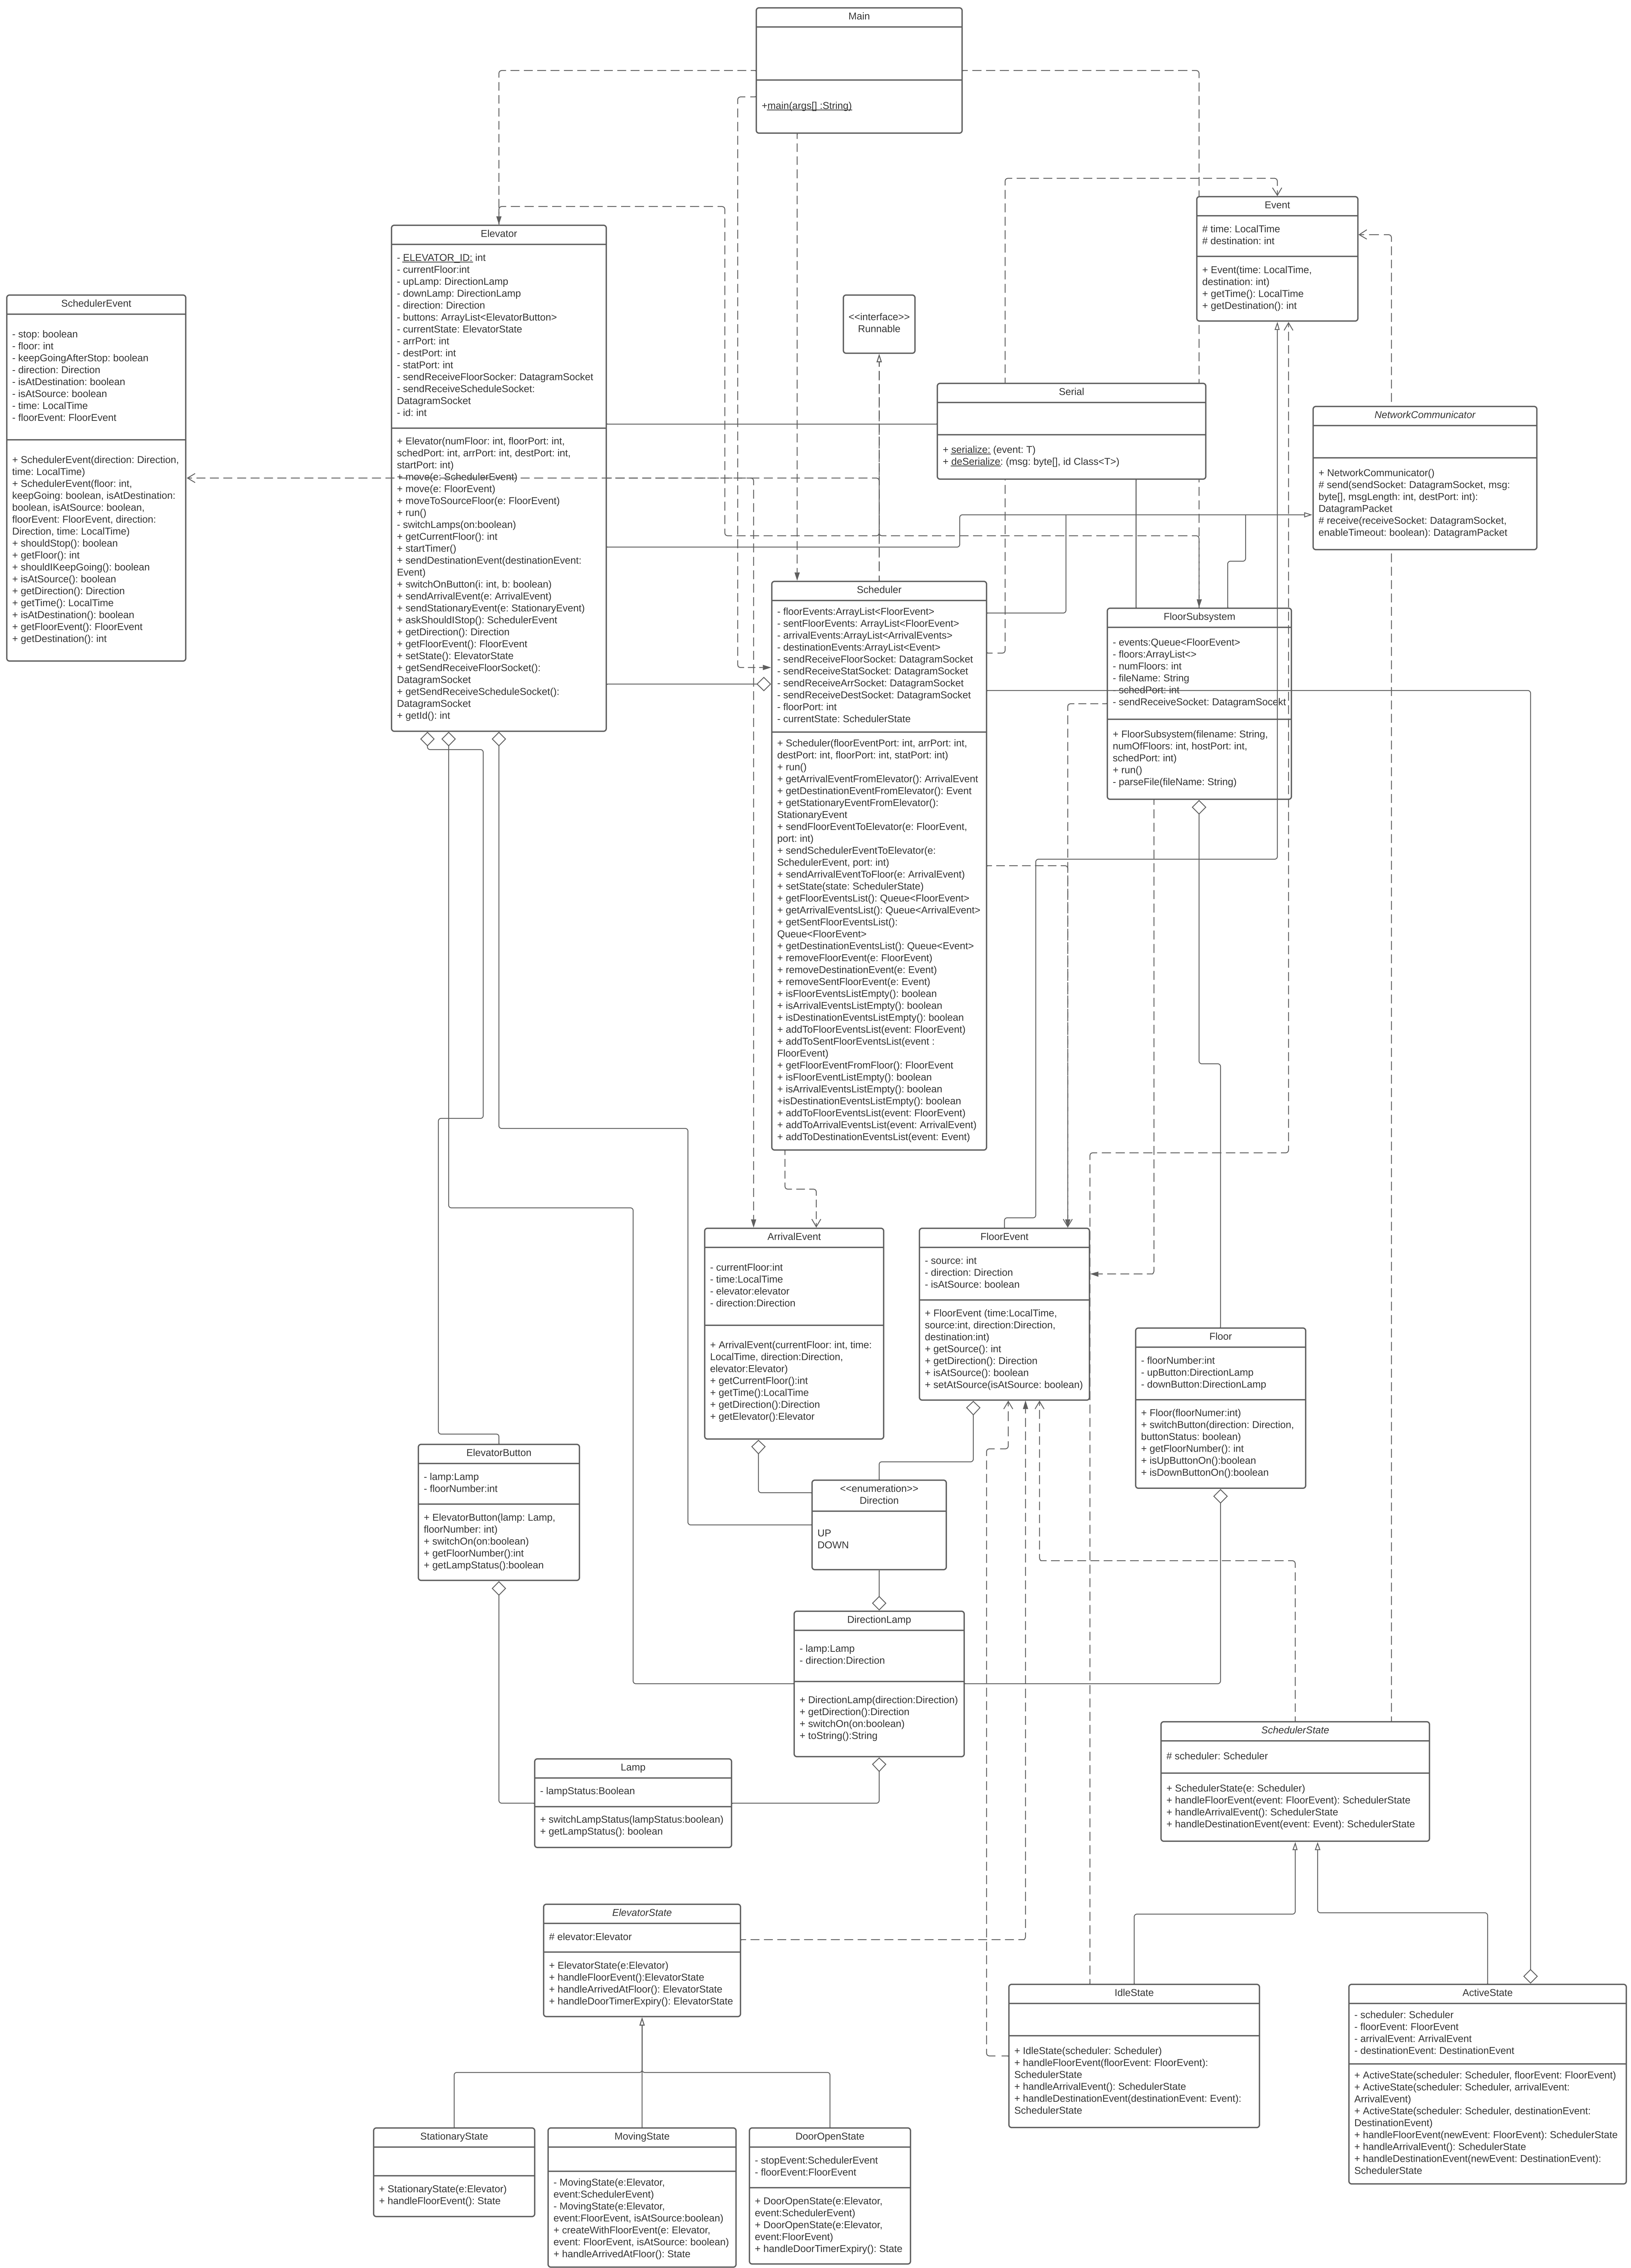 Main
+main(args[] :String)
Event
# time: LocalTime
# destination: int
+ Event(time: LocalTime,
destination: int)
+ getTime(): LocalTime
+ getDestination(): int
Elevator
- ELEVATOR_ID: int
- currentFloor:int
- upLamp: DirectionLamp
- downLamp: DirectionLamp
- direction: Direction
- buttons: ArrayList<ElevatorButton>
- currentState: ElevatorState
- arrPort: int
- destPort: int
- statPort: int
- sendReceiveFloorSocker: DatagramSocket
- sendReceiveScheduleSocket:
DatagramSocket
- id: int
+ Elevator(numFloor: int, floorPort: int,
schedPort: int, arrPort: int, destPort: int,
startPort: int)
+ move(e: SchedulerEvent)
+ move(e: FloorEvent)
+ moveToSourceFloor(e: FloorEvent)
+ run()
- switchLamps(on:boolean)
+ getCurrentFloor(): int
+ startTimer()
+ sendDestinationEvent(destinationEvent:
Event)
+ switchOnButton(i: int, b: boolean)
+ sendArrivalEvent(e: ArrivalEvent)
+ sendStationaryEvent(e: StationaryEvent)
+ askShouldIStop(): SchedulerEvent
+ getDirection(): Direction
+ getFloorEvent(): FloorEvent
+ setState(): ElevatorState
+ getSendReceiveFloorSocket():
DatagramSocket
+ getSendReceiveScheduleSocket():
DatagramSocket
+ getId(): int
SchedulerEvent
- stop: boolean
- floor: int
- keepGoingAfterStop: boolean
- direction: Direction
- isAtDestination: boolean
- isAtSource: boolean
- time: LocalTime
- floorEvent: FloorEvent
+ SchedulerEvent(direction: Direction,
time: LocalTime)
+ SchedulerEvent(floor: int,
keepGoing: boolean, isAtDestination:
boolean, isAtSource: boolean,
floorEvent: FloorEvent, direction:
Direction, time: LocalTime)
+ shouldStop(): boolean
+ getFloor(): int
+ shouldIKeepGoing(): boolean
+ isAtSource(): boolean
+ getDirection(): Direction
+ getTime(): LocalTime
+ isAtDestination(): boolean
+ getFloorEvent(): FloorEvent
+ getDestination(): int
<<interface>>
Runnable
Serial
+ serialize: (event: T)
+ deSerialize: (msg: byte[], id Class<T>)
NetworkCommunicator
+ NetworkCommunicator()
# send(sendSocket: DatagramSocket, msg:
byte[], msgLength: int, destPort: int):
DatagramPacket
# receive(receiveSocket: DatagramSocket,
enableTimeout: boolean): DatagramPacket
Scheduler
- floorEvents:ArrayList<FloorEvent>
- sentFloorEvents: ArrayList<FloorEvent>
- arrivalEvents:ArrayList<ArrivalEvents>
- destinationEvents:ArrayList<Event>
- sendReceiveFloorSocket: DatagramSocket
- sendReceiveStatSocket: DatagramSocket
- sendReceiveArrSocket: DatagramSocket
- sendReceiveDestSocket: DatagramSocket
- floorPort: int
- currentState: SchedulerState
+ Scheduler(floorEventPort: int, arrPort: int,
destPort: int, floorPort: int, statPort: int)
+ run()
+ getArrivalEventFromElevator(): ArrivalEvent
+ getDestinationEventFromElevator(): Event
+ getStationaryEventFromElevator():
StationaryEvent
+ sendFloorEventToElevator(e: FloorEvent,
port: int)
+ sendSchedulerEventToElevator(e:
SchedulerEvent, port: int)
+ sendArrivalEventToFloor(e: ArrivalEvent)
+ setState(state: SchedulerState)
+ getFloorEventsList(): Queue<FloorEvent>
+ getArrivalEventsList(): Queue<ArrivalEvent>
+ getSentFloorEventsList():
Queue<FloorEvent>
+ getDestinationEventsList(): Queue<Event>
+ removeFloorEvent(e: FloorEvent)
+ removeDestinationEvent(e: Event)
+ removeSentFloorEvent(e: Event)
+ isFloorEventsListEmpty(): boolean
+ isArrivalEventsListEmpty(): boolean
+ isDestinationEventsListEmpty(): boolean
+ addToFloorEventsList(event: FloorEvent)
+ addToSentFloorEventsList(event :
FloorEvent)
+ getFloorEventFromFloor(): FloorEvent
+ isFloorEventListEmpty(): boolean
+ isArrivalEventsListEmpty(): boolean
+isDestinationEventsListEmpty(): boolean
+ addToFloorEventsList(event: FloorEvent)
+ addToArrivalEventsList(event: ArrivalEvent)
+ addToDestinationEventsList(event: Event)
FloorSubsystem
- events:Queue<FloorEvent>
- floors:ArrayList<>
- numFloors: int
- fileName: String
- schedPort: int
- sendReceiveSocket: DatagramSocekt
+ FloorSubsystem(filename: String,
numOfFloors: int, hostPort: int,
schedPort: int)
+ run()
- parseFile(fileName: String)
ArrivalEvent
- currentFloor:int
- time:LocalTime
- elevator:elevator
- direction:Direction
+ ArrivalEvent(currentFloor: int, time:
LocalTime, direction:Direction,
elevator:Elevator)
+ getCurrentFloor():int
+ getTime():LocalTime
+ getDirection():Direction
+ getElevator():Elevator
FloorEvent
- source: int
- direction: Direction
- isAtSource: boolean
+ FloorEvent (time:LocalTime,
source:int, direction:Direction,
destination:int)
+ getSource(): int
+ getDirection(): Direction
+ isAtSource(): boolean
+ setAtSource(isAtSource: boolean)
Floor
- floorNumber:int
- upButton:DirectionLamp
- downButton:DirectionLamp
+ Floor(floorNumer:int)
+ switchButton(direction: Direction,
buttonStatus: boolean)
+ getFloorNumber(): int
+ isUpButtonOn():boolean
+ isDownButtonOn():boolean
ElevatorButton
- lamp:Lamp
- floorNumber:int
+ ElevatorButton(lamp: Lamp,
floorNumber: int)
+ switchOn(on:boolean)
+ getFloorNumber():int
+ getLampStatus():boolean
<<enumeration>>
Direction
UP
DOWN
DirectionLamp
- lamp:Lamp
- direction:Direction
+ DirectionLamp(direction:Direction)
+ getDirection():Direction
+ switchOn(on:boolean)
+ toString():String
Lamp
- lampStatus:Boolean
+ switchLampStatus(lampStatus:boolean)
+ getLampStatus(): boolean
SchedulerState
# scheduler: Scheduler
+ SchedulerState(e: Scheduler)
+ handleFloorEvent(event: FloorEvent): SchedulerState
+ handleArrivalEvent(): SchedulerState
+ handleDestinationEvent(event: Event): SchedulerState
ElevatorState
# elevator:Elevator
+ ElevatorState(e:Elevator)
+ handleFloorEvent():ElevatorState
+ handleArrivedAtFloor(): ElevatorState
+ handleDoorTimerExpiry(): ElevatorState
IdleState
+ IdleState(scheduler: Scheduler)
+ handleFloorEvent(floorEvent: FloorEvent):
SchedulerState
+ handleArrivalEvent(): SchedulerState
+ handleDestinationEvent(destinationEvent: Event):
SchedulerState
ActiveState
- scheduler: Scheduler
- floorEvent: FloorEvent
- arrivalEvent: ArrivalEvent
- destinationEvent: DestinationEvent
+ ActiveState(scheduler: Scheduler, floorEvent: FloorEvent)
+ ActiveState(scheduler: Scheduler, arrivalEvent:
ArrivalEvent)
+ ActiveState(scheduler: Scheduler, destinationEvent:
DestinationEvent)
+ handleFloorEvent(newEvent: FloorEvent): SchedulerState
+ handleArrivalEvent(): SchedulerState
+ handleDestinationEvent(newEvent: DestinationEvent):
SchedulerState
StationaryState
+ StationaryState(e:Elevator)
+ handleFloorEvent(): State
MovingState
- MovingState(e:Elevator,
event:SchedulerEvent)
- MovingState(e:Elevator,
event:FloorEvent, isAtSource:boolean)
+ createWithFloorEvent(e: Elevator,
event: FloorEvent, isAtSource: boolean)
+ handleArrivedAtFloor(): State
DoorOpenState
- stopEvent:SchedulerEvent
- floorEvent:FloorEvent
+ DoorOpenState(e:Elevator,
event:SchedulerEvent)
+ DoorOpenState(e:Elevator,
event:FloorEvent)
+ handleDoorTimerExpiry(): State